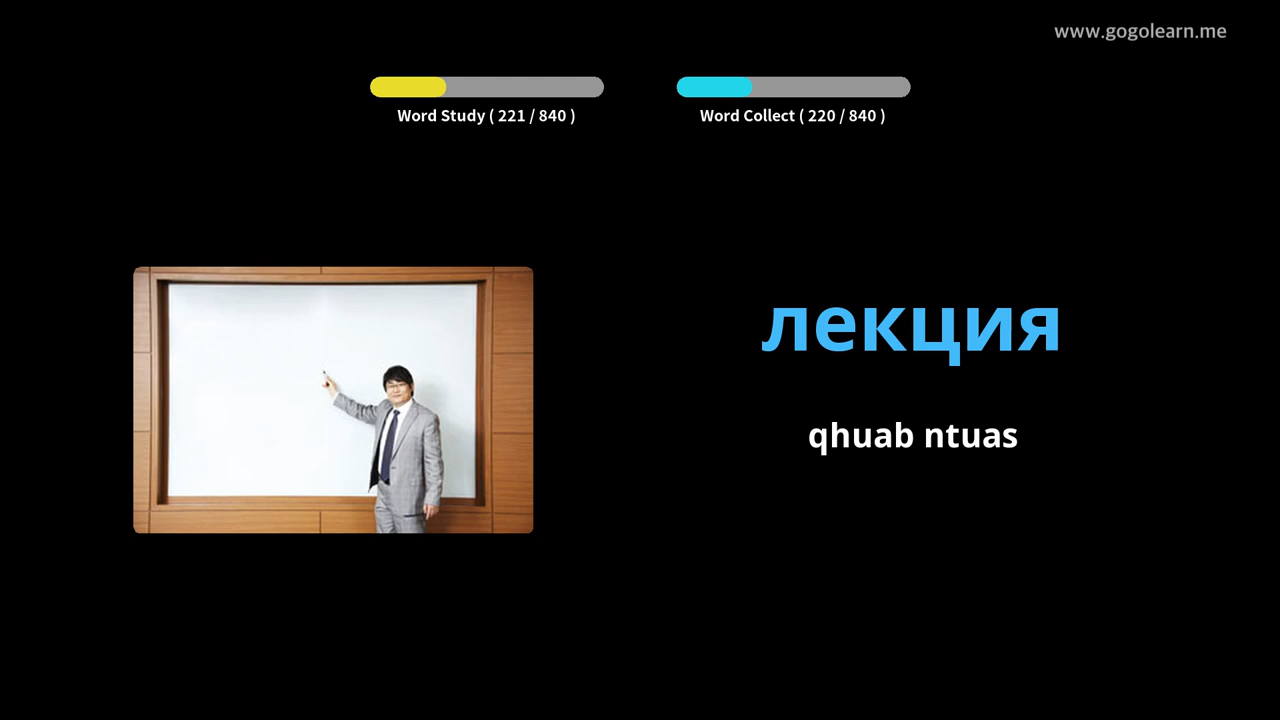 www.gogolearn.me
Word Study ( 221 / 840 )
Word Collect ( 220 / 840 )
лекция
qhuab ntuas